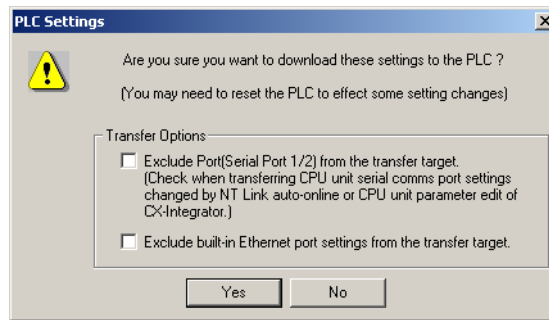 PLC Settings
Are you sure you want to download these settings to the PLC ?
(You may need to reset the PLC to effect some setting changes)
Transfer Options
Exclude Port(Serial Port 1/2) from the transfer target.
(Check when transferring CPU unit serial comms port settings
changed by NT Link auto-online or CPU unit parameter edit of
CX-Integrator.)
Exclude built-in Ethernet port settings from the transfer target.
Yes
No